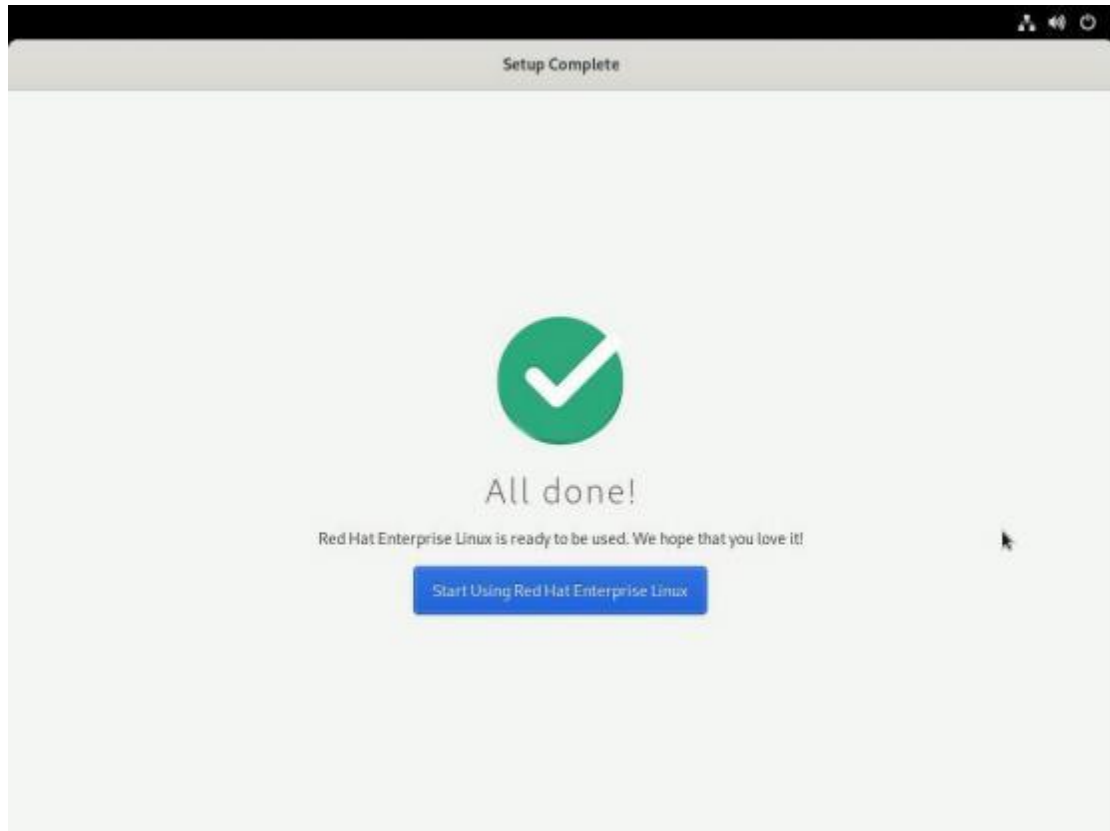 Setup Complete
All done!
Red Hat Enterprise Linux is ready to be used. We hope that you love it!
Start Using Red Hat Enterprise Linux